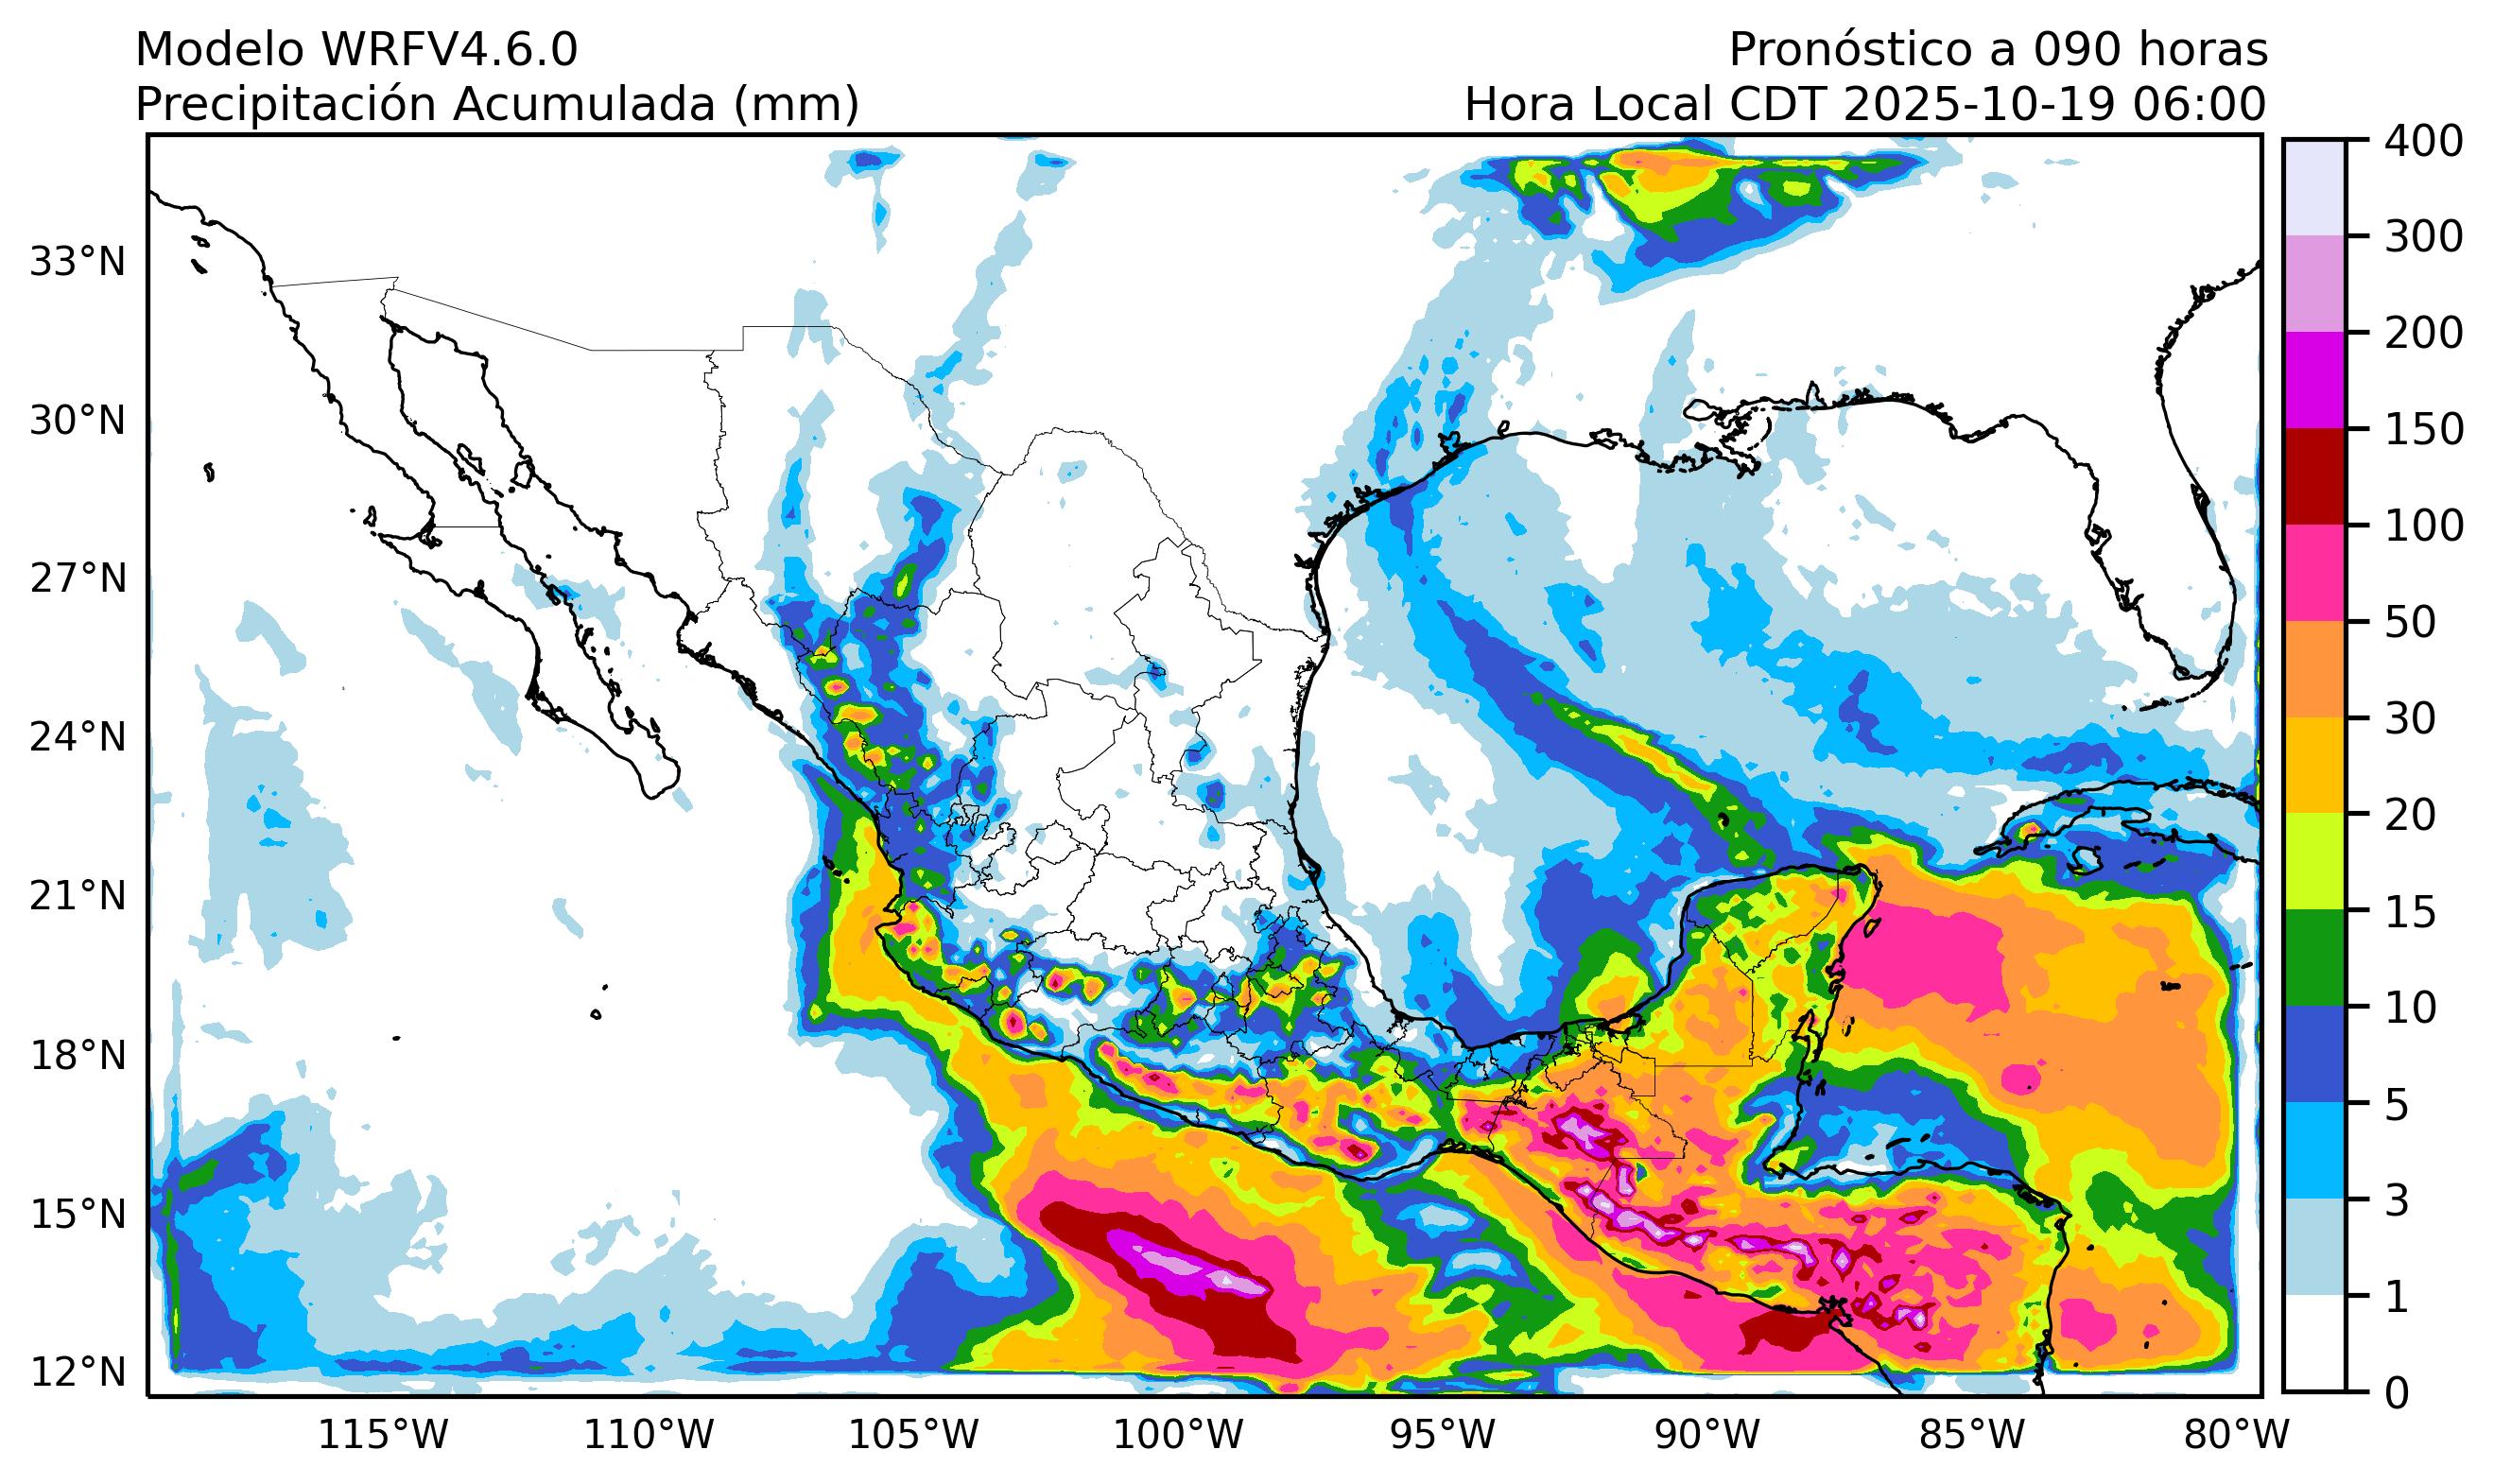 Modelo WRFV4.6.0
Pronóstico a 090 horas
Precipitación Acumulada (mm)
Hora Local CDT 2025-10-19 06:00
33°N
30°N
27°N
24°N
21°N
18°N
15°N
12°N
115°W
110°W
105°W
100°W
95°W
90°W
85°W
80°W
400
300
200
150
100
50
30
20
15
10
5
3
1
0